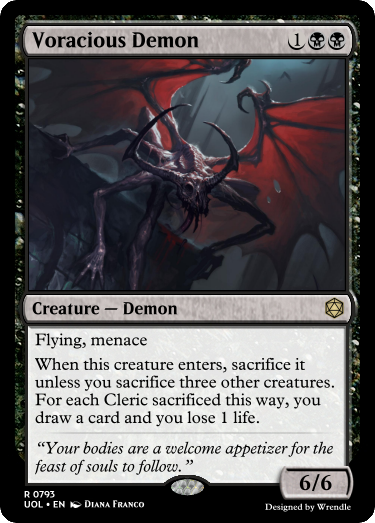 Voracious Demon 1
Creature — Demon
Flying, menace
When this creature enters, sacrifice it
unless you sacrifice three other creatures.
For each Cleric sacrificed this way, you
draw a card and you lose 1 life.
“Your bodies are a welcome appetizer for the
feast of souls to follow.”
6/6
R 0793
UOL • EN Diana Franco
Designed by Wrendle